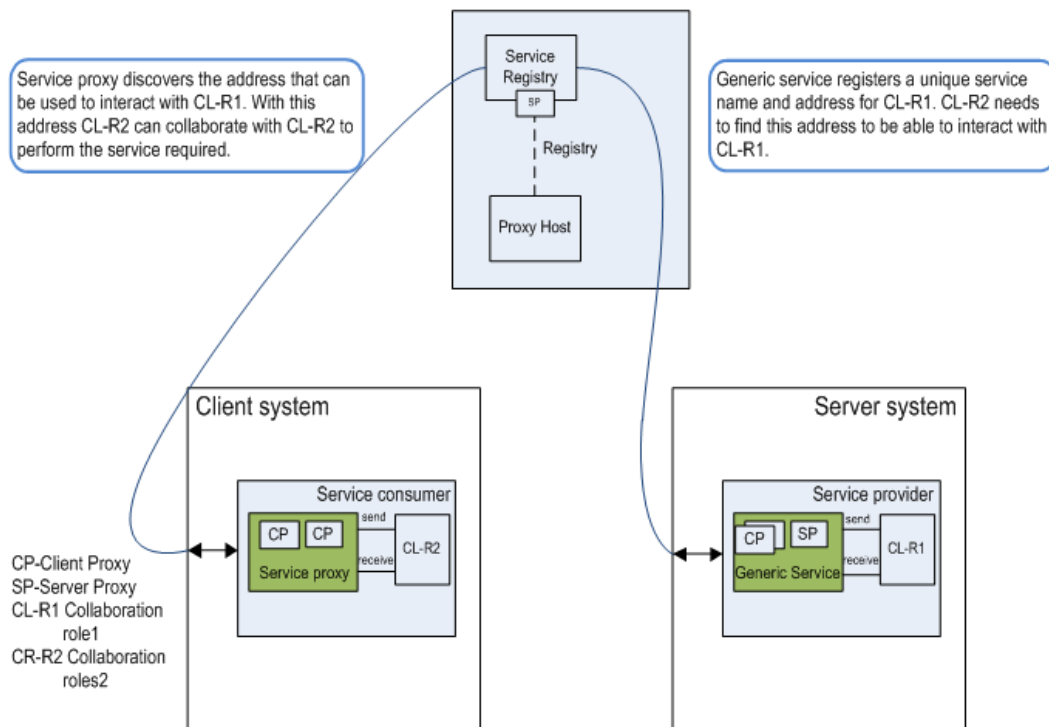 Service proxy discovers the address that can
be used to interact with CL-R1. With this
address CL-R2 can collaborate with CL-R2 to
perform the service required.
Service
Registry
SP
Registry
Proxy Host
Generic service registers a unique service
name and address for CL-R1. CL-R2 needs
to find this address to be able to interact with
CL-R1.
Client system
Service consumer
CP
CP
Service proxy
send
receive
CL-R2
Server system
Service provider
CP
SP
Generic Service
send
receive
CL-R1
CP-Client Proxy
SP-Server Proxy
CL-R1 Collaboration
role1
CR-R2 Collaboration
roles2